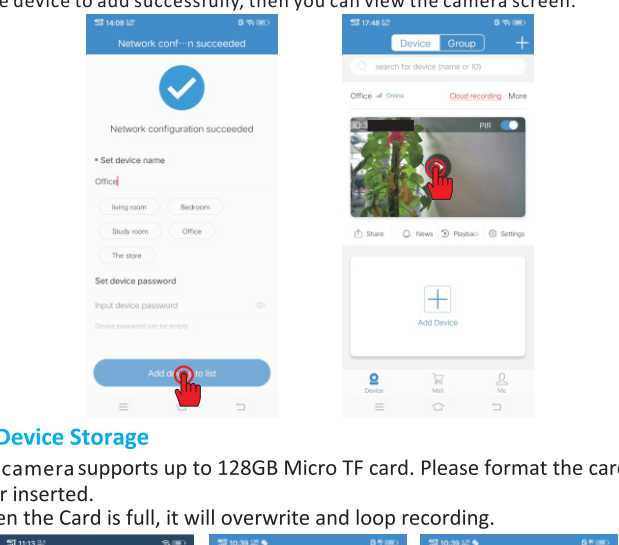 e device to add successfully, then you can view the camera screen.
14:08
Network conf···n succeeded
Network configuration succeeded
Set device name
Office
living room Bedroom
Study room Office
The store
Set device password
Input device password
Device password can be empty
Add de to list
17:48
Device Group
search for device (name or ID)
Office Online Cloud recording More
ID:3 PIR
Share News Playbac Settings
Add Device
Device Mall Me
Device Storage
camera supports up to 128GB Micro TF card. Please format the car
r inserted.
en the Card is full, it will overwrite and loop recording.
11:13 10:39 10:39